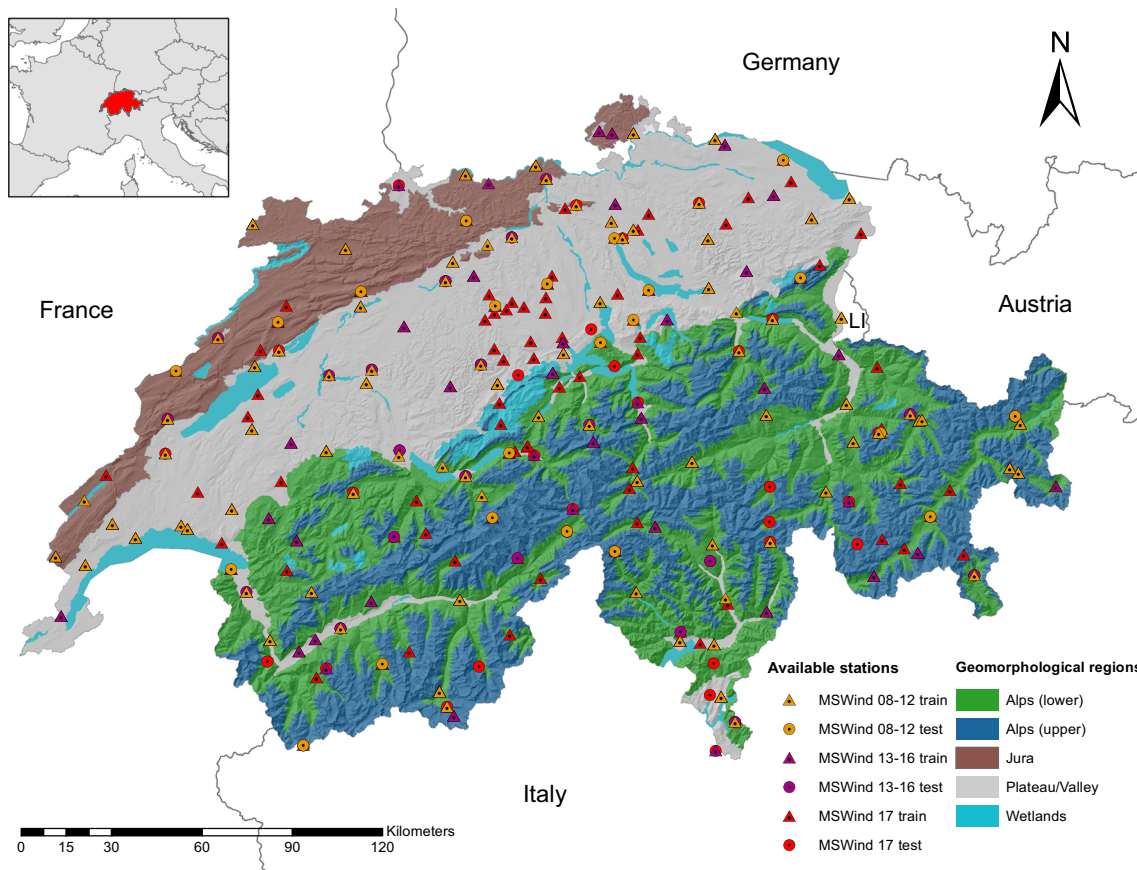 Germany
N
France
Austria
LI
Italy
Available stations
MSWind 08-12 train
MSWind 08-12 test
MSWind 13-16 train
MSWind 13-16 test
MSWind 17 train
MSWind 17 test
Geomorphological regions
Alps (lower)
Alps (upper)
Jura
Plateau/Valley
Wetlands
Kilometers
0 15 30 60 90 120